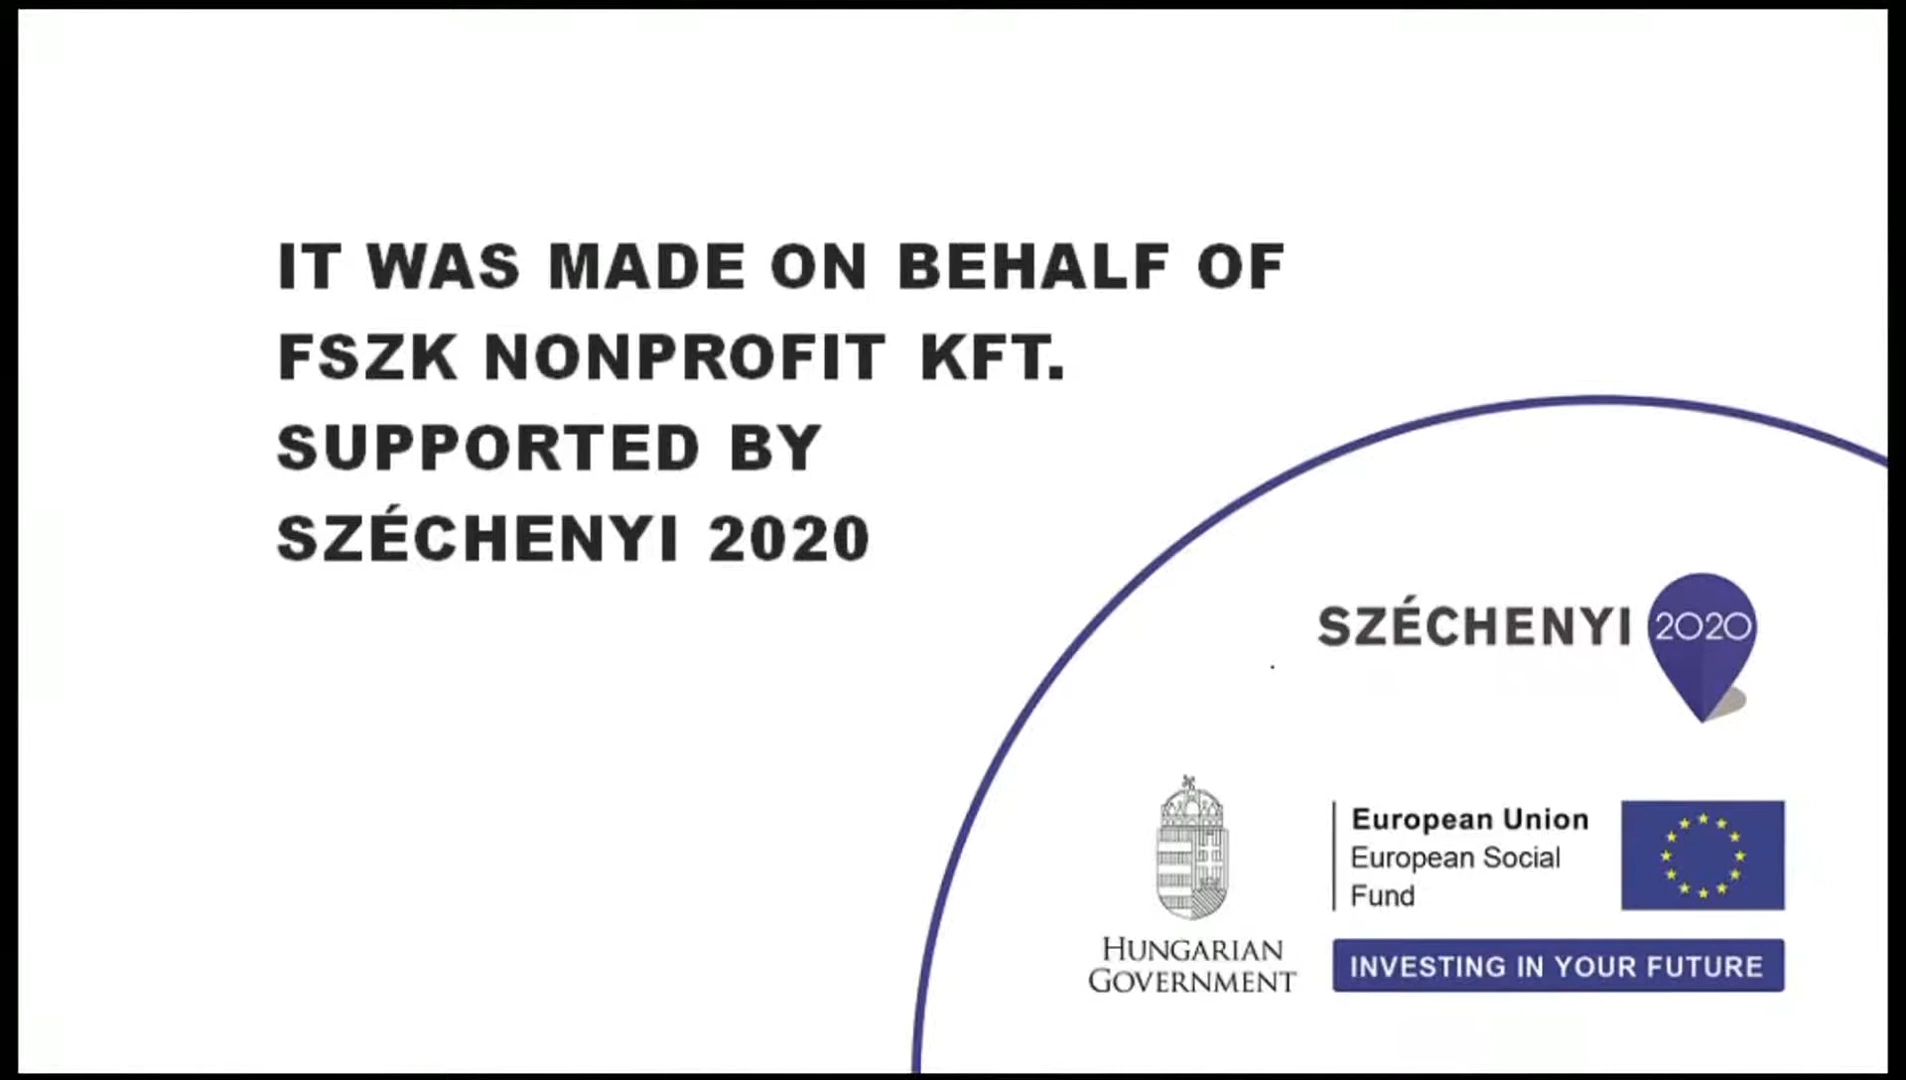 IT WAS MADE ON BEHALF OF
FSZK NONPROFIT KFT.
SUPPORTED BY
SZÉCHENYI 2020
SZÉCHENYI 2020
European Union
European Social
Fund
HUNGARIAN
GOVERNMENT
INVESTING IN YOUR FUTURE